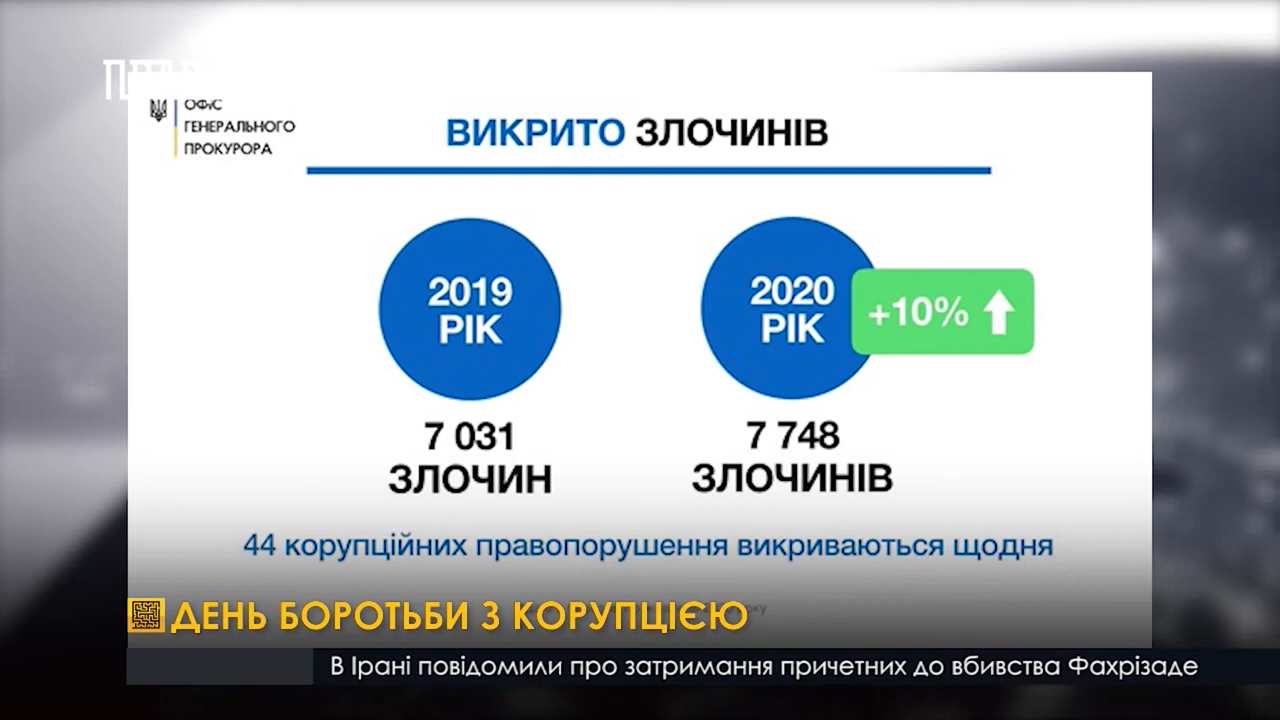 ОФІС
ГЕНЕРАЛЬНОГО
ПРОКУРОРА
ВИКРИТО ЗЛОЧИНІВ
2019
РІК
2020
РІК
+10%
7 031
ЗЛОЧИН
7 748
ЗЛОЧИНІВ
44 корупційних правопорушення викриваються щодня
ДЕНЬ БОРОТЬБИ З КОРУПЦІЄЮ
В Ірані повідомили про затримання причетних до вбивства Фахрізаде